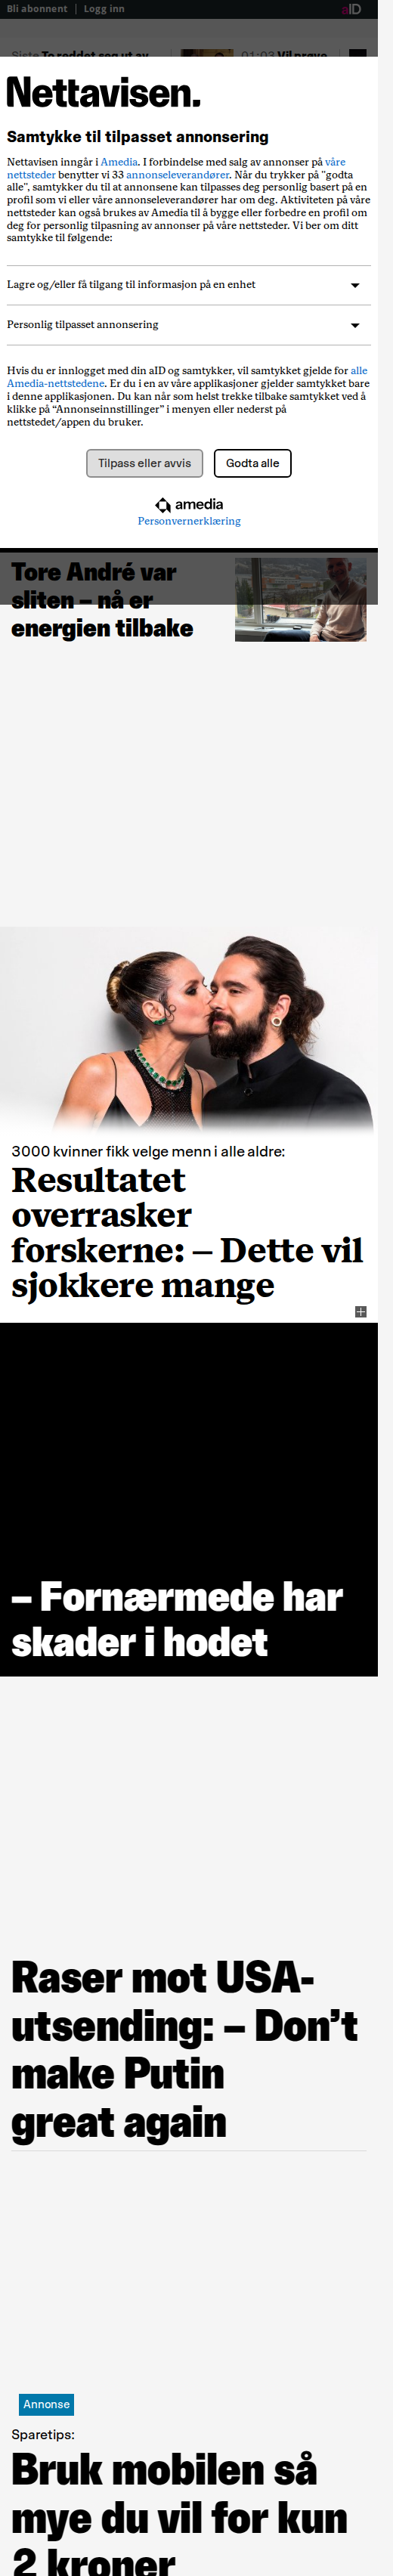 Bli abonnent | Logg inn
aID
Siste To reddet seg ut av
01:03 Vil prøve
Nettavisen.
Samtykke til tilpasset annonsering
Nettavisen inngår i Amedia. I forbindelse med salg av annonser på våre
nettsteder benytter vi 33 annonseleverandører. Når du trykker på "godta
alle", samtykker du til at annonsene kan tilpasses deg personlig basert på en
profil som vi eller våre annonseleverandører har om deg. Aktiviteten på våre
nettsteder kan også brukes av Amedia til å bygge eller forbedre en profil om
deg for personlig tilpasning av annonser på våre nettsteder. Vi ber om ditt
samtykke til følgende:
Lagre og/eller få tilgang til informasjon på en enhet
Personlig tilpasset annonsering
Hvis du er innlogget med din aID og samtykker, vil samtykket gjelde for alle
Amedia-nettstedene. Er du i en av våre applikasjoner gjelder samtykket bare
i denne applikasjonen. Du kan når som helst trekke tilbake samtykket ved å
klikke på “Annonseinnstillinger” i menyen eller nederst på
nettstedet/appen du bruker.
Tilpass eller avvis
Godta alle
amedia
Personvernerklæring
Tore André var
sliten – nå er
energien tilbake
3000 kvinner fikk velge menn i alle aldre:
Resultatet
overrasker
forskerne: – Dette vil
sjokkere mange
– Fornærmede har
skader i hodet
Raser mot USA-
utsending: – Don’t
make Putin
great again
Annonse
Sparetips:
Bruk mobilen så
mye du vil for kun
2 kroner